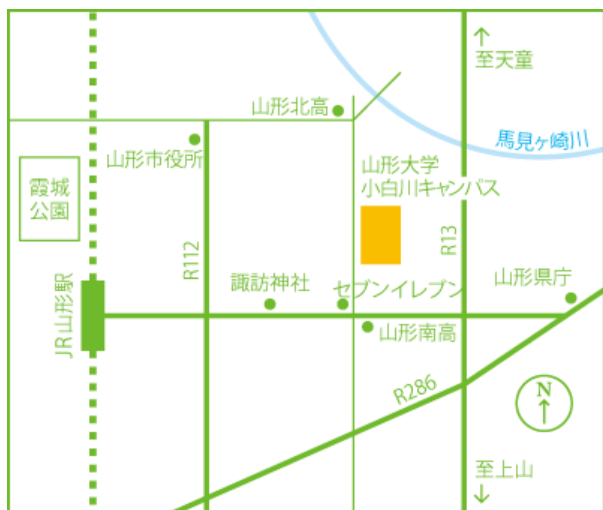 至天童
山形北高
馬見ヶ崎川
山形市役所
山形大学
小白川キャンパス
霞城
公園
R112
R13
諏訪神社
セブンイレブン
山形県庁
JR山形駅
山形南高
R286
N
至上山